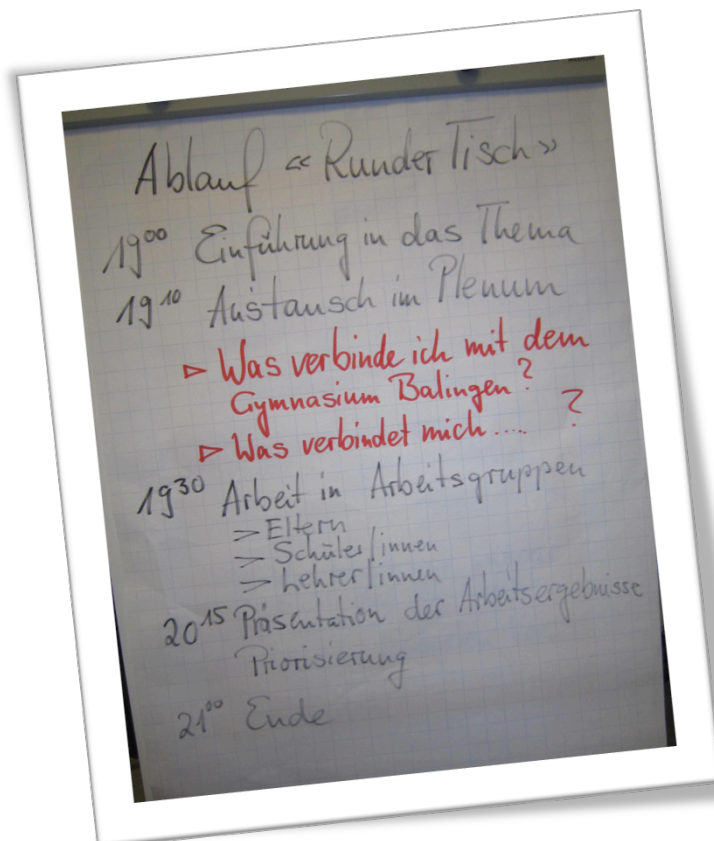 Ablauf « Runder Tisch »
19⁰⁰ Einführung in das Thema
19¹⁰ Austausch im Plenum
▷ Was verbinde ich mit dem
Gymnasium Balingen?
▷ Was verbindet mich .... ?
19³⁰ Arbeit in Arbeitsgruppen
=> Eltern
=> Schüler/innen
=> Lehrer/innen
20¹⁵ Präsentation der Arbeitsergebnisse
Priorisierung
21⁰⁰ Ende